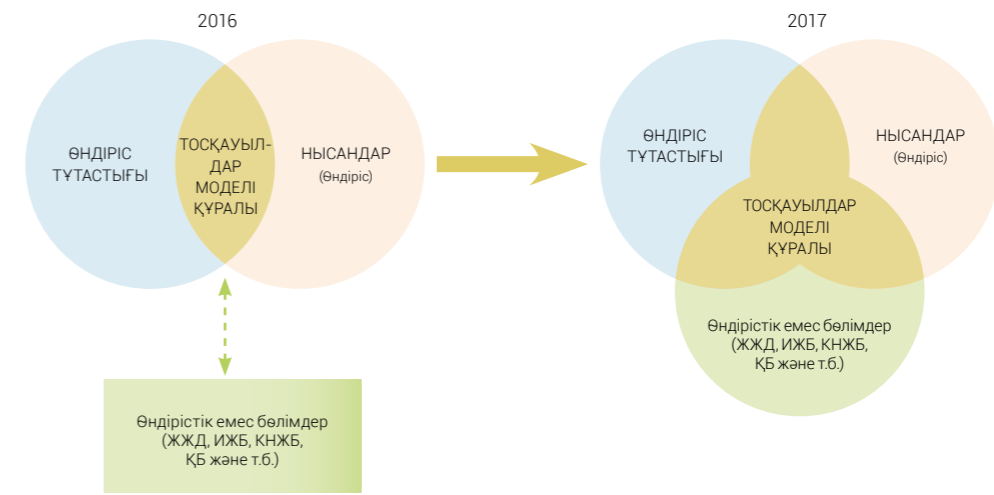 2016
ӨНДІРІС
ТҰТАСТЫҒЫ
ТОСҚАУЫЛ-
ДАР
МОДЕЛІ
ҚҰРАЛЫ
НЫСАНДАР
(Өндіріс)
Өндірістік емес бөлімдер
(ЖЖД, ИЖБ, КНЖБ,
ҚБ және т.б.)
2017
ӨНДІРІС
ТҰТАСТЫҒЫ
НЫСАНДАР
(Өндіріс)
ТОСҚАУЫЛДАР
МОДЕЛІ
ҚҰРАЛЫ
Өндірістік емес бөлімдер
(ЖЖД, ИЖБ, КНЖБ,
ҚБ және т.б.)